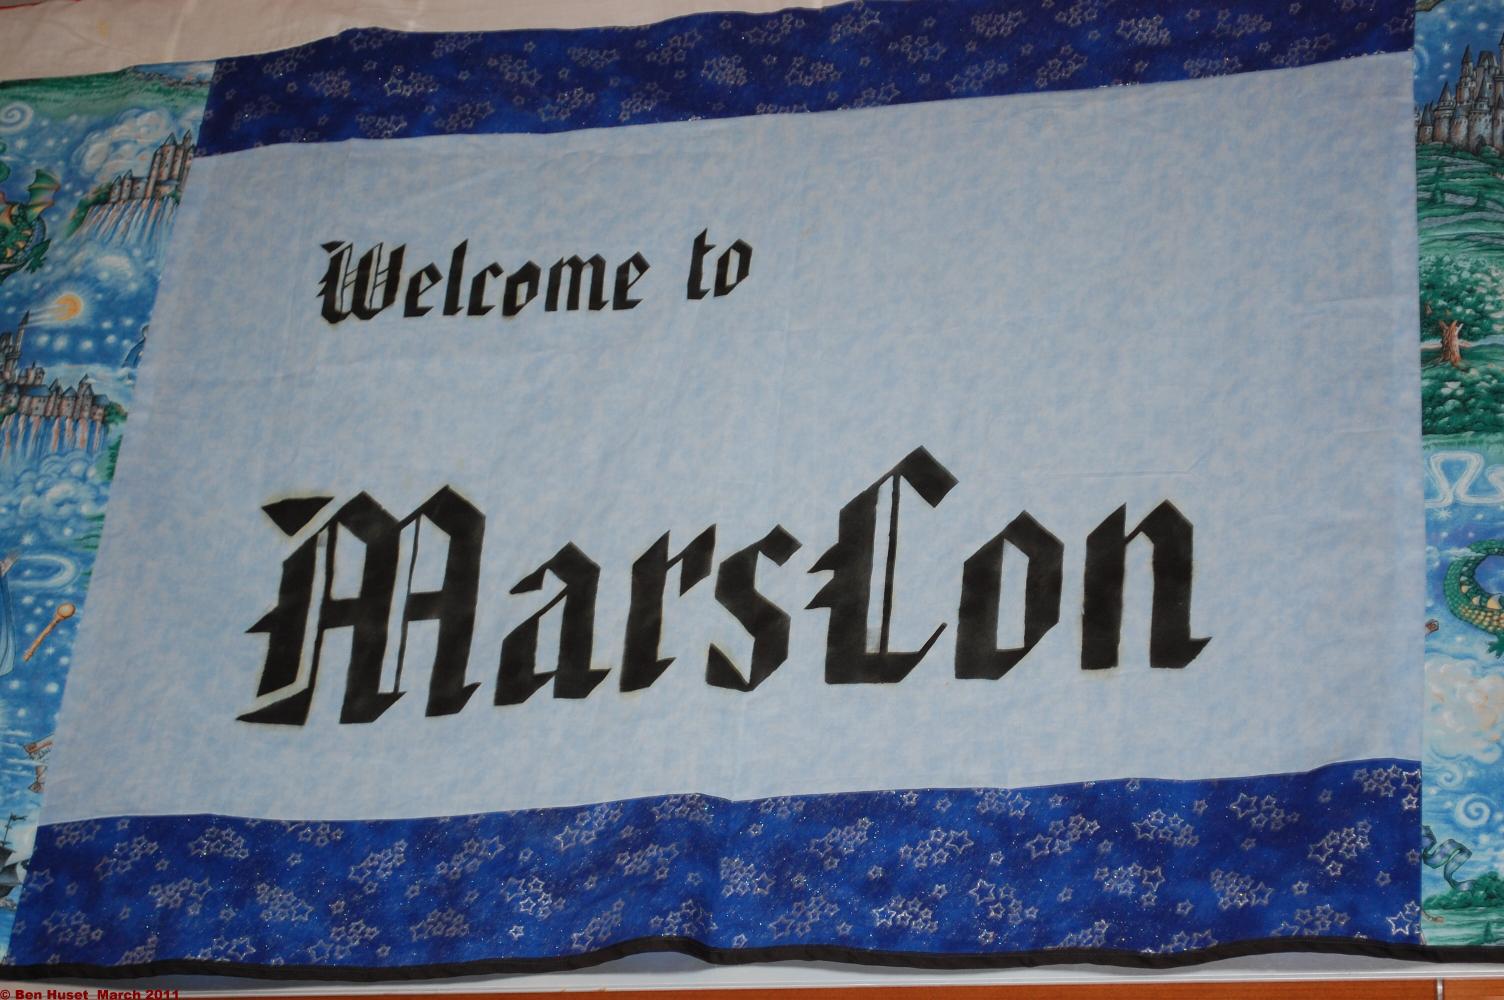 Welcome to
MarsCon
© Ben Huset March 2011